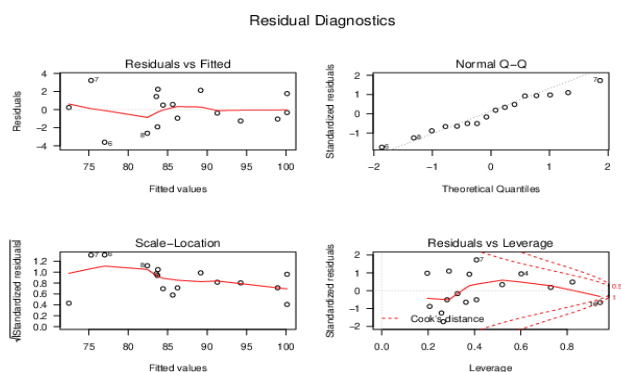 Residual Diagnostics
Residuals vs Fitted
Normal Q-Q
Residuals
4
2
0
-2
-4
7
6
8
75 80 85 90 95 100
Fitted values
Standardized residuals
2
1
0
-1
7
8
6
-2 -1 0 1 2
Theoretical Quantiles
Scale-Location
Residuals vs Leverage
√|Standardized residuals|
1.2
1.0
0.8
0.6
0.4
0.2
0.0
7 6
8
75 80 85 90 95 100
Fitted values
Standardized residuals
2
1
0
-1
-2
7
4
0.5
1
Cook's distance
0.0 0.2 0.4 0.6 0.8
Leverage